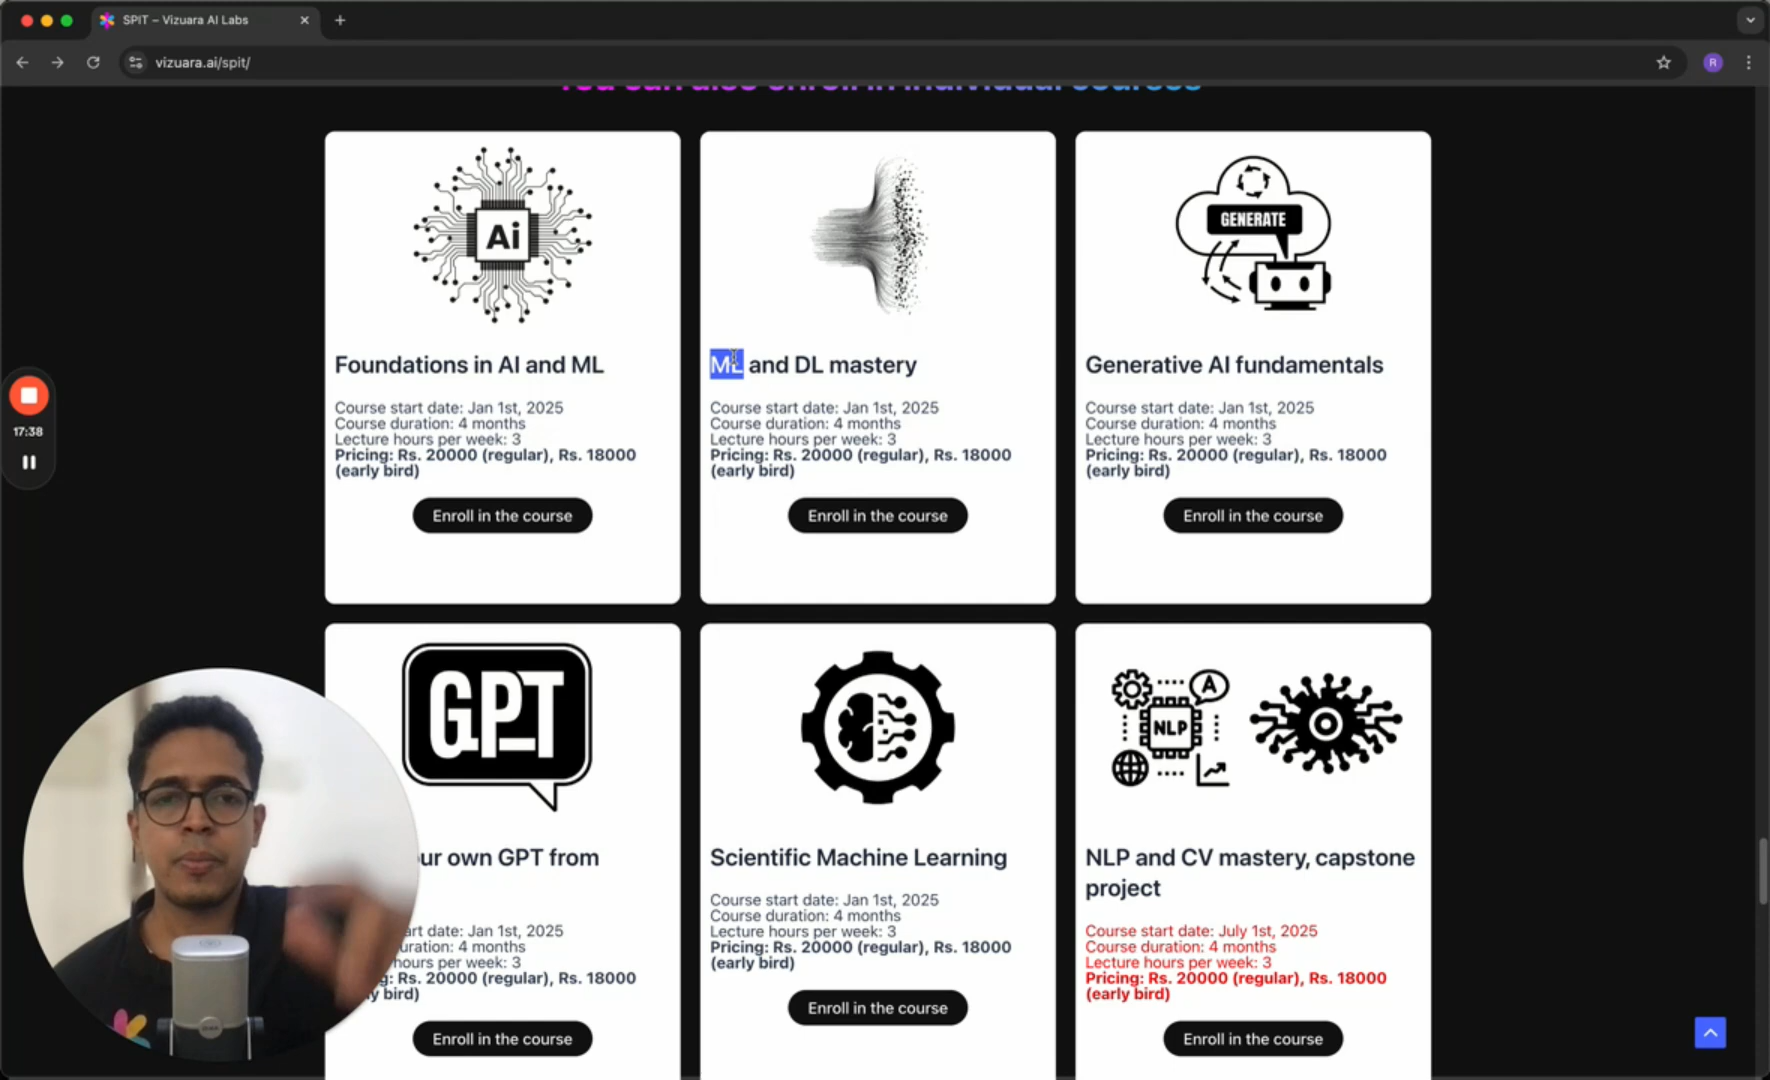 SPIT – Vizuara AI Labs
vizuara.ai/spit/
R
You can also enroll in individual courses
Ai
GENERATE
Foundations in AI and ML
Course start date: Jan 1st, 2025
Course duration: 4 months
Lecture hours per week: 3
Pricing: Rs. 20000 (regular), Rs. 18000
(early bird)
Enroll in the course
ML and DL mastery
Course start date: Jan 1st, 2025
Course duration: 4 months
Lecture hours per week: 3
Pricing: Rs. 20000 (regular), Rs. 18000
(early bird)
Enroll in the course
Generative AI fundamentals
Course start date: Jan 1st, 2025
Course duration: 4 months
Lecture hours per week: 3
Pricing: Rs. 20000 (regular), Rs. 18000
(early bird)
Enroll in the course
17:38
GPT
NLP
A
ur own GPT from
rt date: Jan 1st, 2025
uration: 4 months
hours per week: 3
g: Rs. 20000 (regular), Rs. 18000
y bird)
Enroll in the course
Scientific Machine Learning
Course start date: Jan 1st, 2025
Course duration: 4 months
Lecture hours per week: 3
Pricing: Rs. 20000 (regular), Rs. 18000
(early bird)
Enroll in the course
NLP and CV mastery, capstone
project
Course start date: July 1st, 2025
Course duration: 4 months
Lecture hours per week: 3
Pricing: Rs. 20000 (regular), Rs. 18000
(early bird)
Enroll in the course